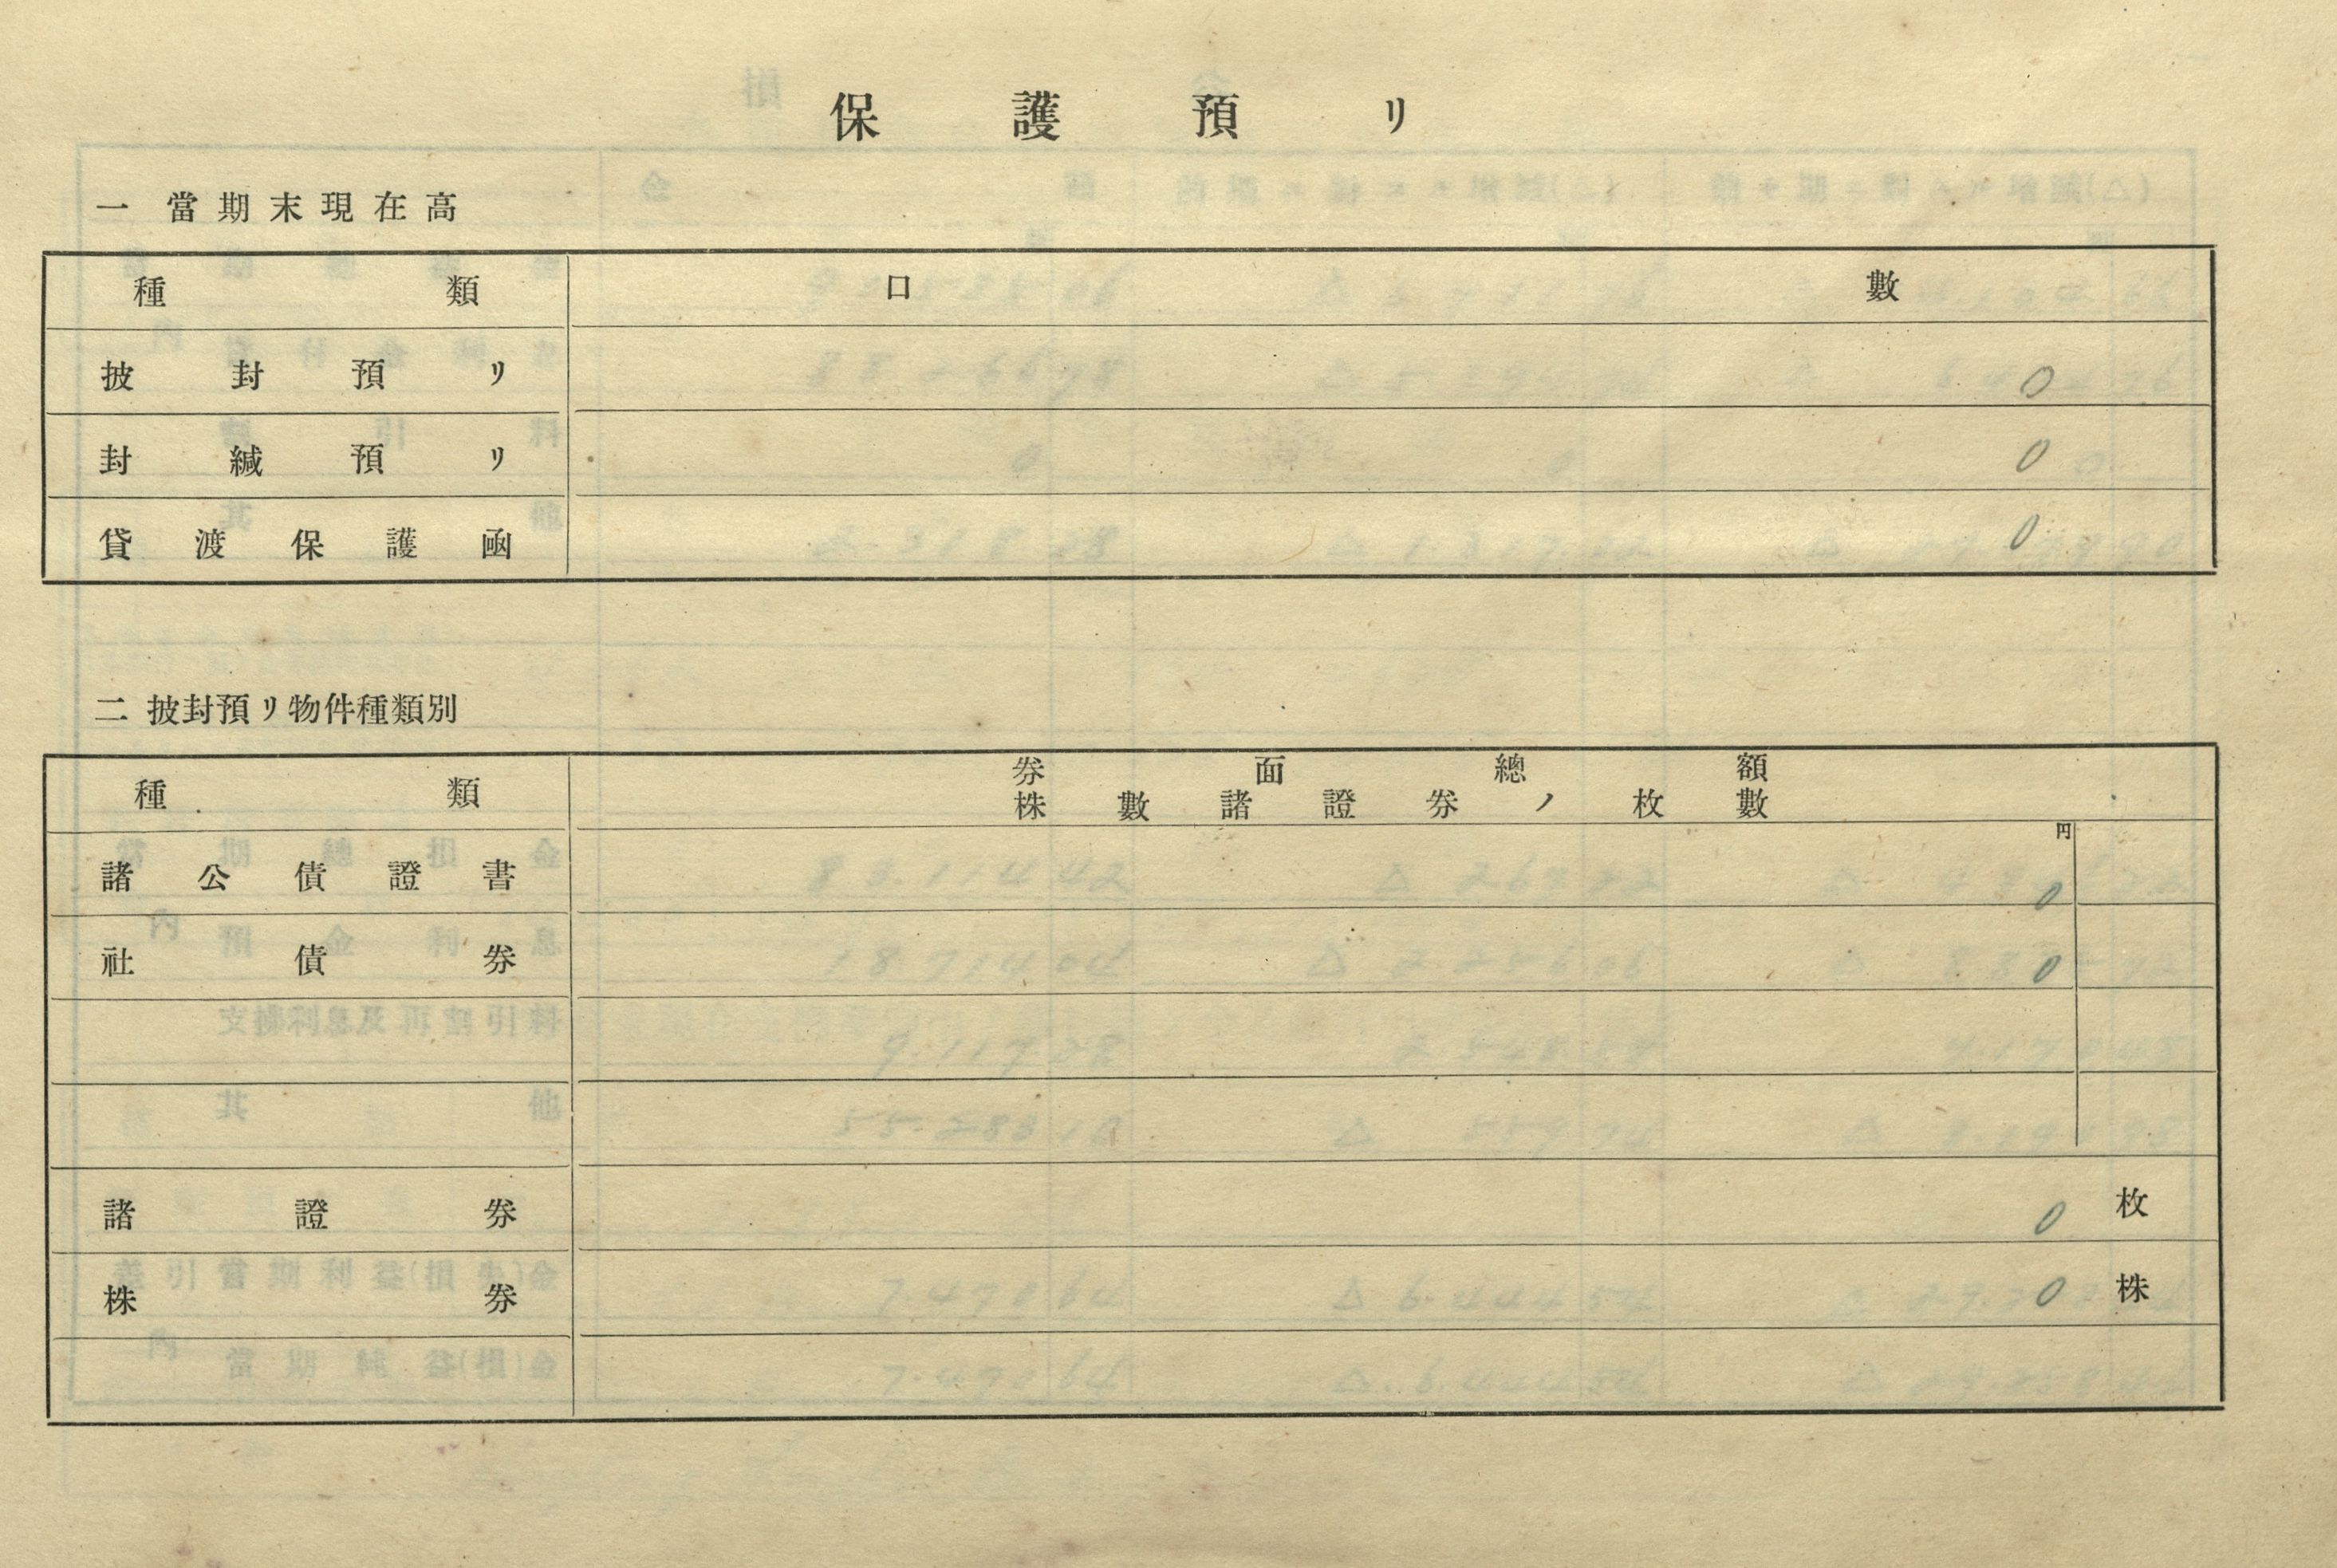 保護預リ
一 當期末現在高
種類 口數
披封預リ 0
封緘預リ 0
貸渡保護凾 0
二 披封預リ物件種類別
種類 券面總額
株數諸證券ノ枚數
円
諸公債證書 0
社債券 0
諸證券 0 枚
株券 0 株